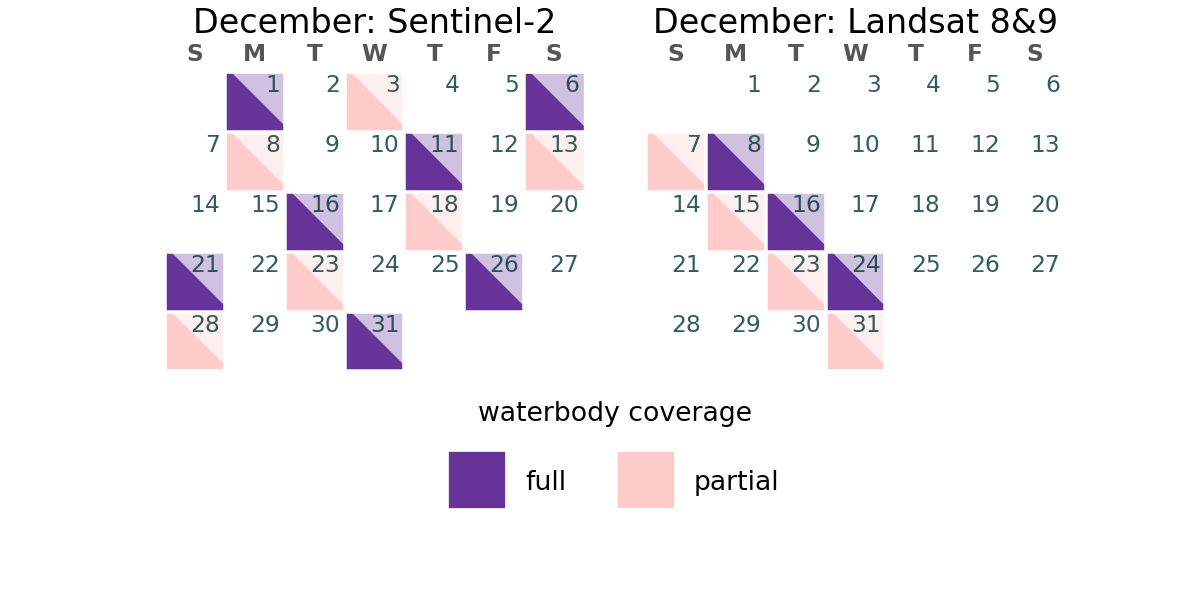 December: Sentinel-2
S M T W T F S
1 2 3 4 5 6
7 8 9 10 11 12 13
14 15 16 17 18 19 20
21 22 23 24 25 26 27
28 29 30 31
December: Landsat 8&9
S M T W T F S
1 2 3 4 5 6
7 8 9 10 11 12 13
14 15 16 17 18 19 20
21 22 23 24 25 26 27
28 29 30 31
waterbody coverage
full
partial